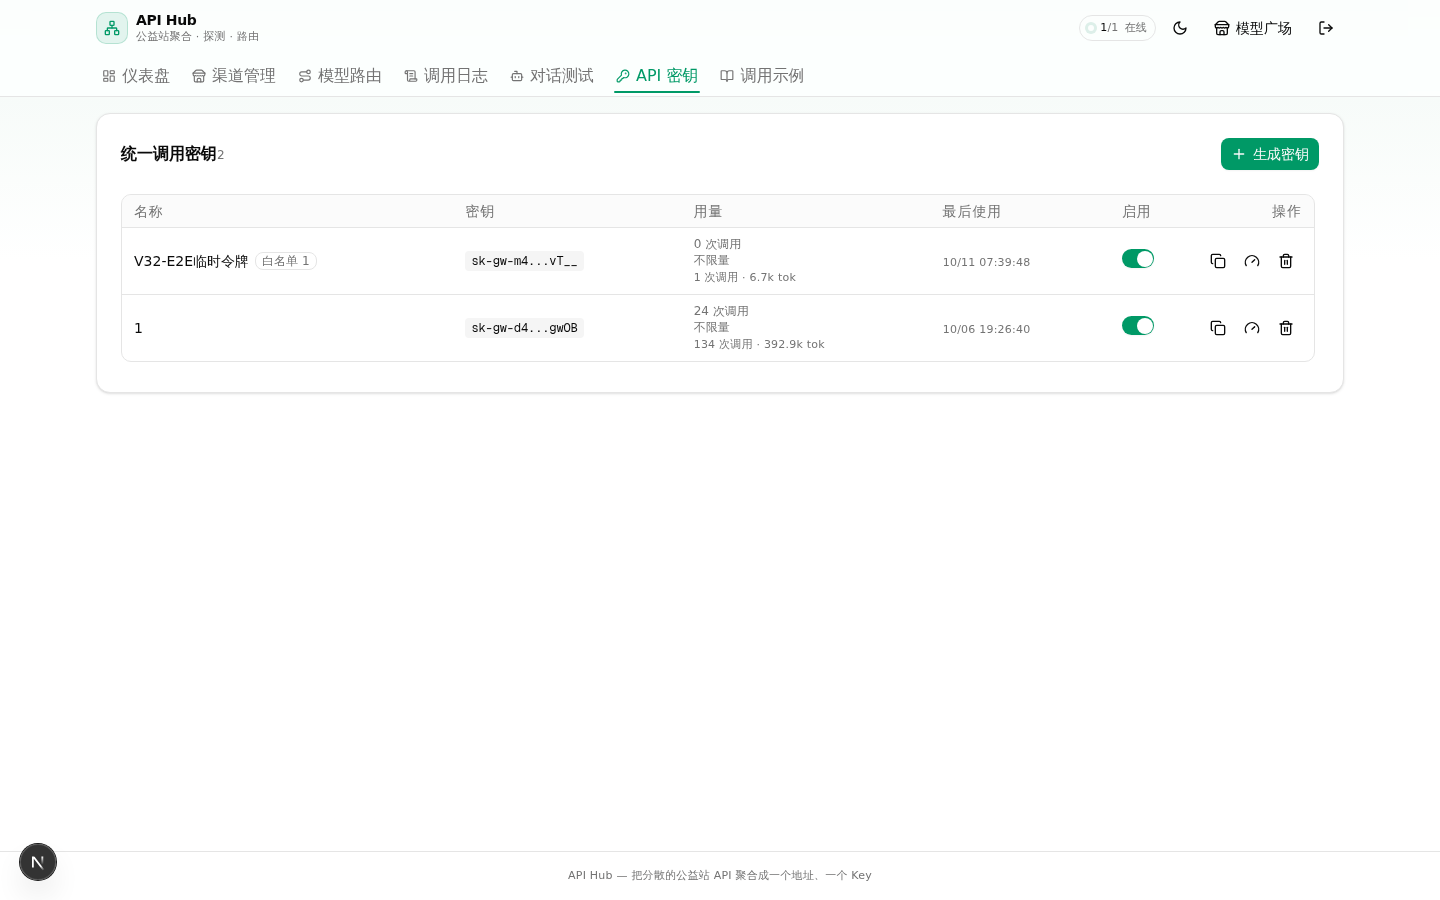 API Hub
公益站聚合 · 探测 · 路由
1/1 在线
模型广场
仪表盘
渠道管理
模型路由
调用日志
对话测试
API 密钥
调用示例
统一调用密钥2
生成密钥
名称 密钥 用量 最后使用 启用 操作
V32-E2E临时令牌 白名单 1
sk-gw-m4...vT__
0 次调用
不限量
1 次调用 · 6.7k tok
10/11 07:39:48
1
sk-gw-d4...gwOB
24 次调用
不限量
134 次调用 · 392.9k tok
10/06 19:26:40
N
API Hub — 把分散的公益站 API 聚合成一个地址、一个 Key